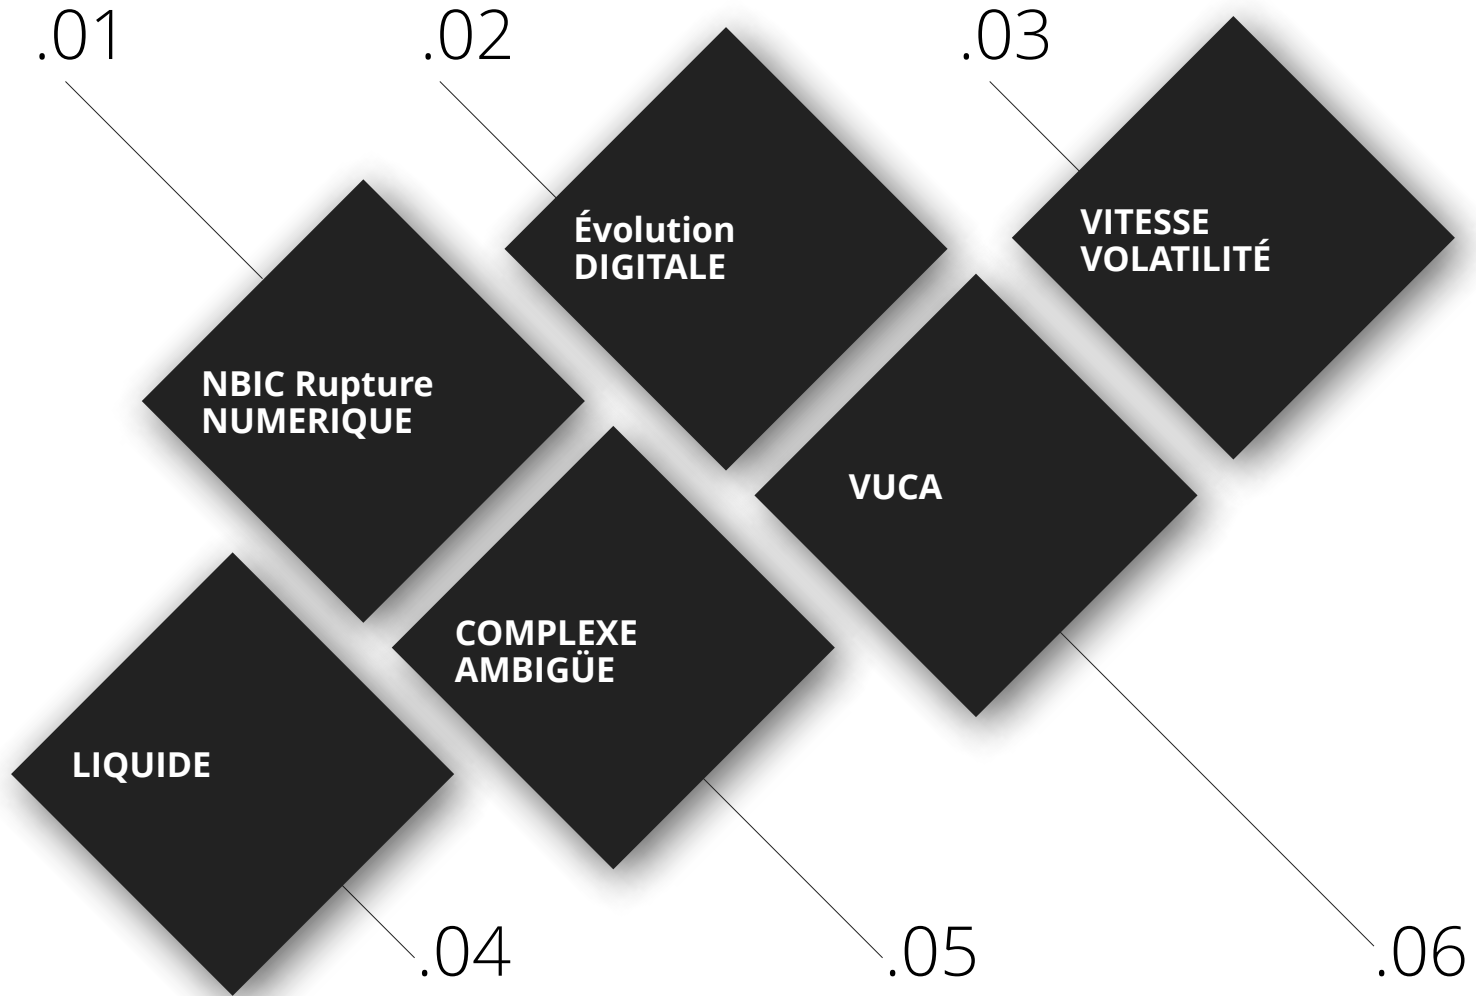 .01
.02
.03
Évolution
DIGITALE
VITESSE
VOLATILITÉ
NBIC Rupture
NUMERIQUE
VUCA
COMPLEXE
AMBIGÜE
LIQUIDE
.04
.05
.06